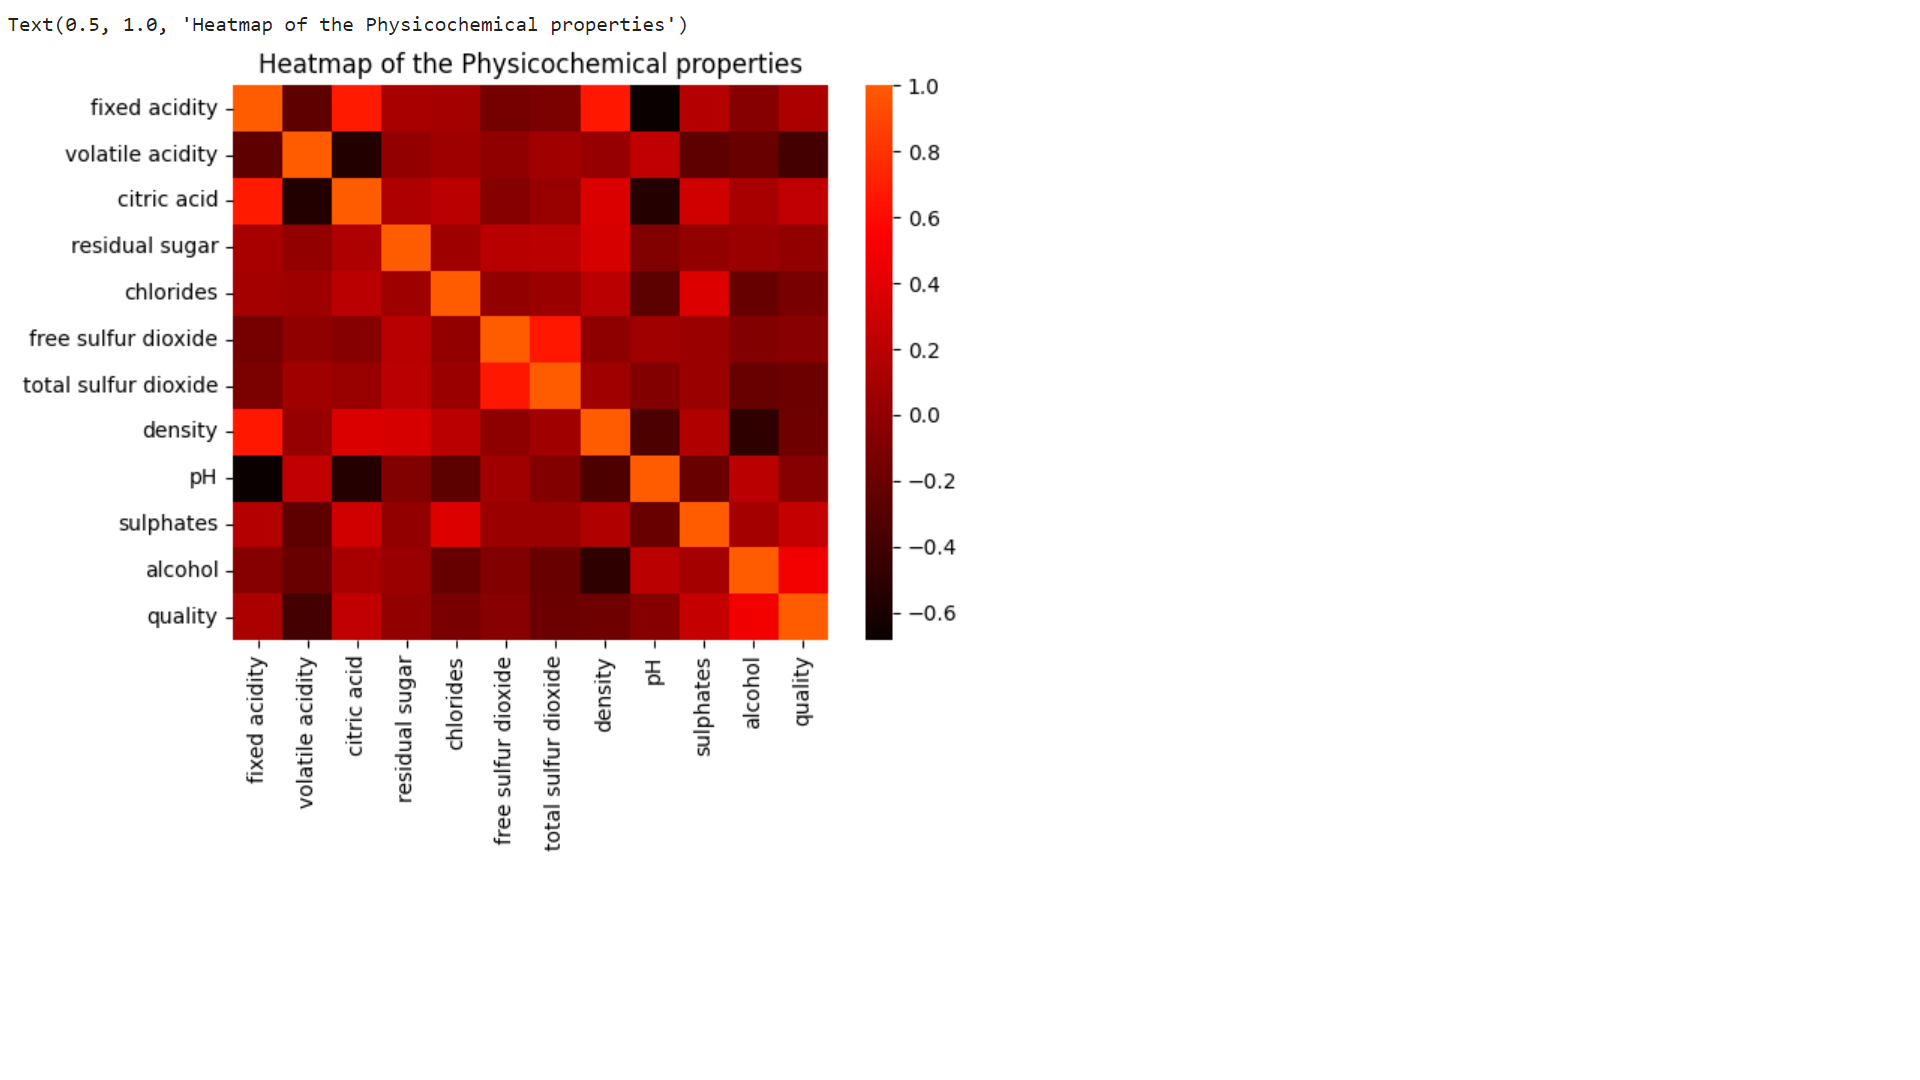 Text(0.5, 1.0, 'Heatmap of the Physicochemical properties')
Heatmap of the Physicochemical properties
fixed acidity
volatile acidity
citric acid
residual sugar
chlorides
free sulfur dioxide
total sulfur dioxide
density
pH
sulphates
alcohol
quality
fixed acidity
volatile acidity
citric acid
residual sugar
chlorides
free sulfur dioxide
total sulfur dioxide
density
pH
sulphates
alcohol
quality
1.0
0.8
0.6
0.4
0.2
0.0
−0.2
−0.4
−0.6